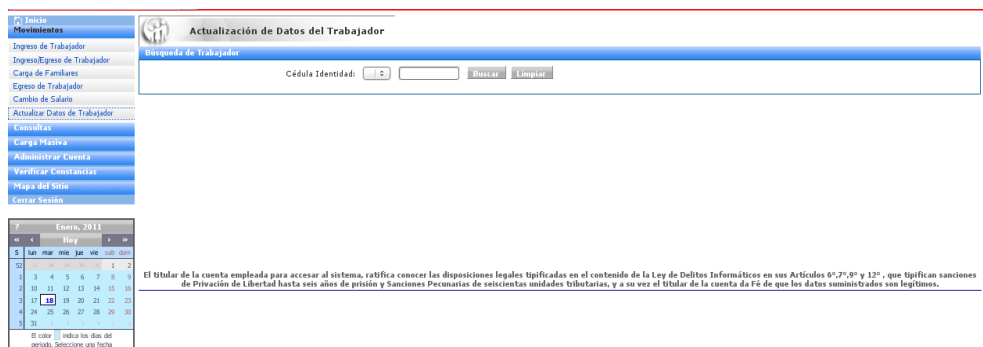 Inicio
Movimientos
Ingreso de Trabajador
Ingreso/Egreso de Trabajador
Carga de Familiares
Egreso de Trabajador
Cambio de Salario
Actualizar Datos de Trabajador
Consultas
Carga Masiva
Administrar Cuenta
Verificar Constancias
Mapa del Sitio
Cerrar Sesión
Actualización de Datos del Trabajador
Búsqueda de Trabajador
Cédula Identidad: Buscar Limpiar
? Enero, 2011
« ‹ Hoy › »
S lun mar mie jue vie sab dom
52 1 2
1 3 4 5 6 7 8 9
2 10 11 12 13 14 15 16
3 17 18 19 20 21 22 23
4 24 25 26 27 28 29 30
5 31
El color indica los dias del
periodo. Seleccione una fecha
El titular de la cuenta empleada para accesar al sistema, ratifica conocer las disposiciones legales tipificadas en el contenido de la Ley de Delitos Informáticos en sus Artículos 6º,7º,9º y 12º , que tipifican sanciones
de Privación de Libertad hasta seis años de prisión y Sanciones Pecunarias de seiscientas unidades tributarias, y a su vez el titular de la cuenta da Fé de que los datos suministrados son legítimos.